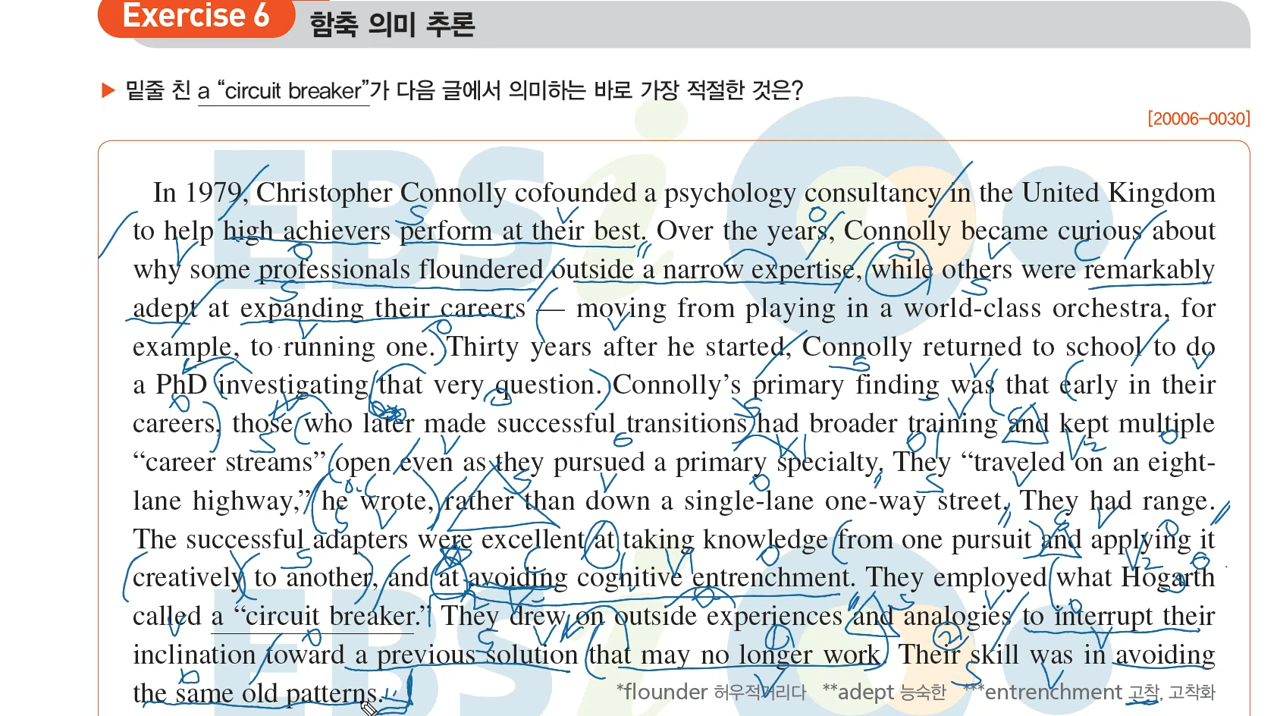 Exercise 6 함축 의미 추론
▶ 밑줄 친 a “circuit breaker”가 다음 글에서 의미하는 바로 가장 적절한 것은?
[20006-0030]
EBSi
In 1979, Christopher Connolly cofounded a psychology consultancy in the United Kingdom
to help high achievers perform at their best. Over the years, Connolly became curious about
why some professionals floundered outside a narrow expertise, while others were remarkably
adept at expanding their careers — moving from playing in a world-class orchestra, for
example, to running one. Thirty years after he started, Connolly returned to school to do
a PhD investigating that very question. Connolly’s primary finding was that early in their
careers, those who later made successful transitions had broader training and kept multiple
“career streams” open even as they pursued a primary specialty. They “traveled on an eight-
lane highway,” he wrote, rather than down a single-lane one-way street. They had range.
The successful adapters were excellent at taking knowledge from one pursuit and applying it
creatively to another, and at avoiding cognitive entrenchment. They employed what Hogarth
called a “circuit breaker.” They drew on outside experiences and analogies to interrupt their
inclination toward a previous solution that may no longer work. Their skill was in avoiding
the same old patterns.
*flounder 허우적거리다 **adept 능숙한 ***entrenchment 고착, 고착화